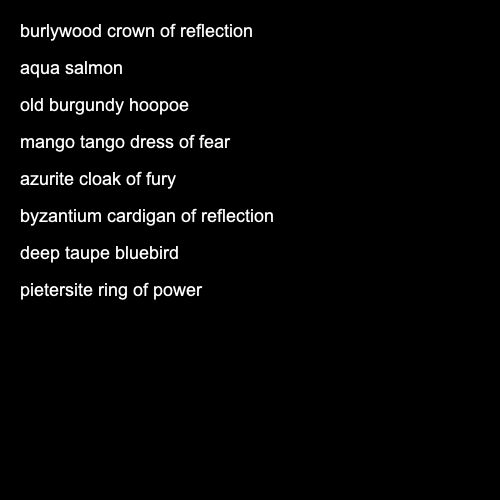 burlywood crown of reflection
aqua salmon
old burgundy hoopoe
mango tango dress of fear
azurite cloak of fury
byzantium cardigan of reflection
deep taupe bluebird
pietersite ring of power